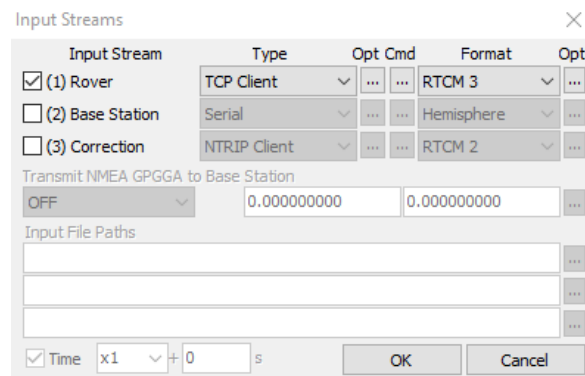 Input Streams
Input Stream Type Opt Cmd Format Opt
(1) Rover TCP Client ... ... RTCM 3 ...
(2) Base Station Serial ... ... Hemisphere ...
(3) Correction NTRIP Client ... ... RTCM 2 ...
Transmit NMEA GPGGA to Base Station
OFF 0.000000000 0.000000000 ...
Input File Paths
...
...
...
Time x1 + 0 s OK Cancel